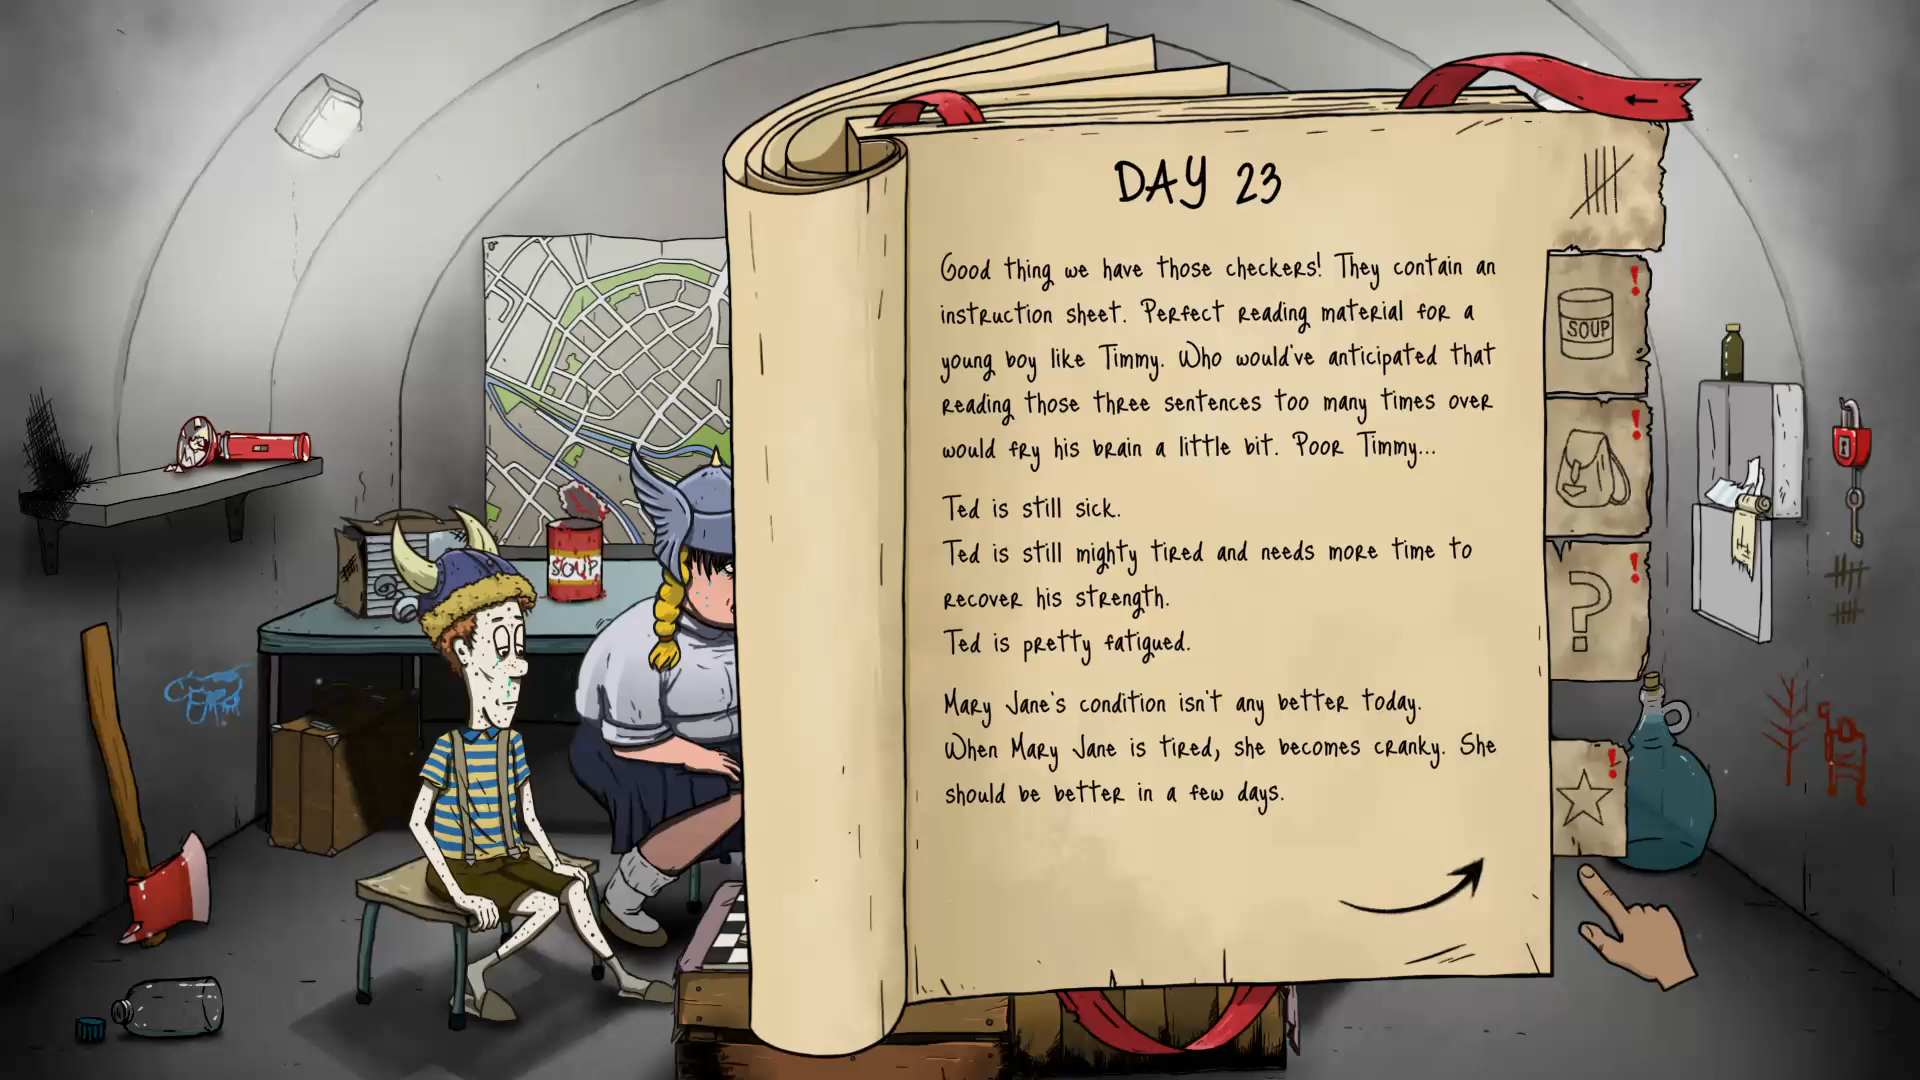 DAY 23
Good thing we have those checkers! They contain an
instruction sheet. Perfect reading material for a
young boy like Timmy. Who would've anticipated that
reading those three sentences too many times over
would fry his brain a little bit. Poor Timmy...
Ted is still sick.
Ted is still mighty tired and needs more time to
recover his strength.
Ted is pretty fatigued.
Mary Jane's condition isn't any better today.
When Mary Jane is tired, she becomes cranky. She
should be better in a few days.
!
SOUP
!
!
?
!
SOUP